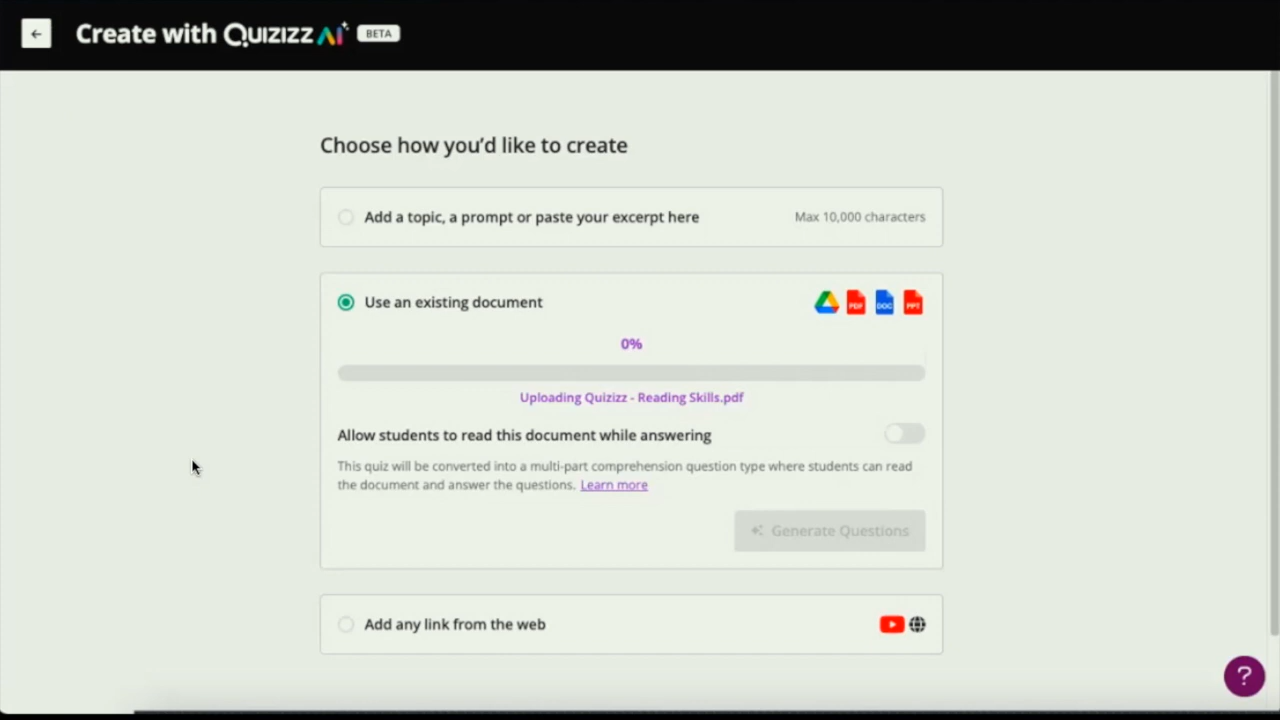 Create with QUIZIZZ AI BETA
Choose how you'd like to create
Add a topic, a prompt or paste your excerpt here Max 10,000 characters
Use an existing document PDF DOC PPT
0%
Uploading Quizizz - Reading Skills.pdf
Allow students to read this document while answering
This quiz will be converted into a multi-part comprehension question type where students can read
the document and answer the questions. Learn more
Generate Questions
Add any link from the web
?